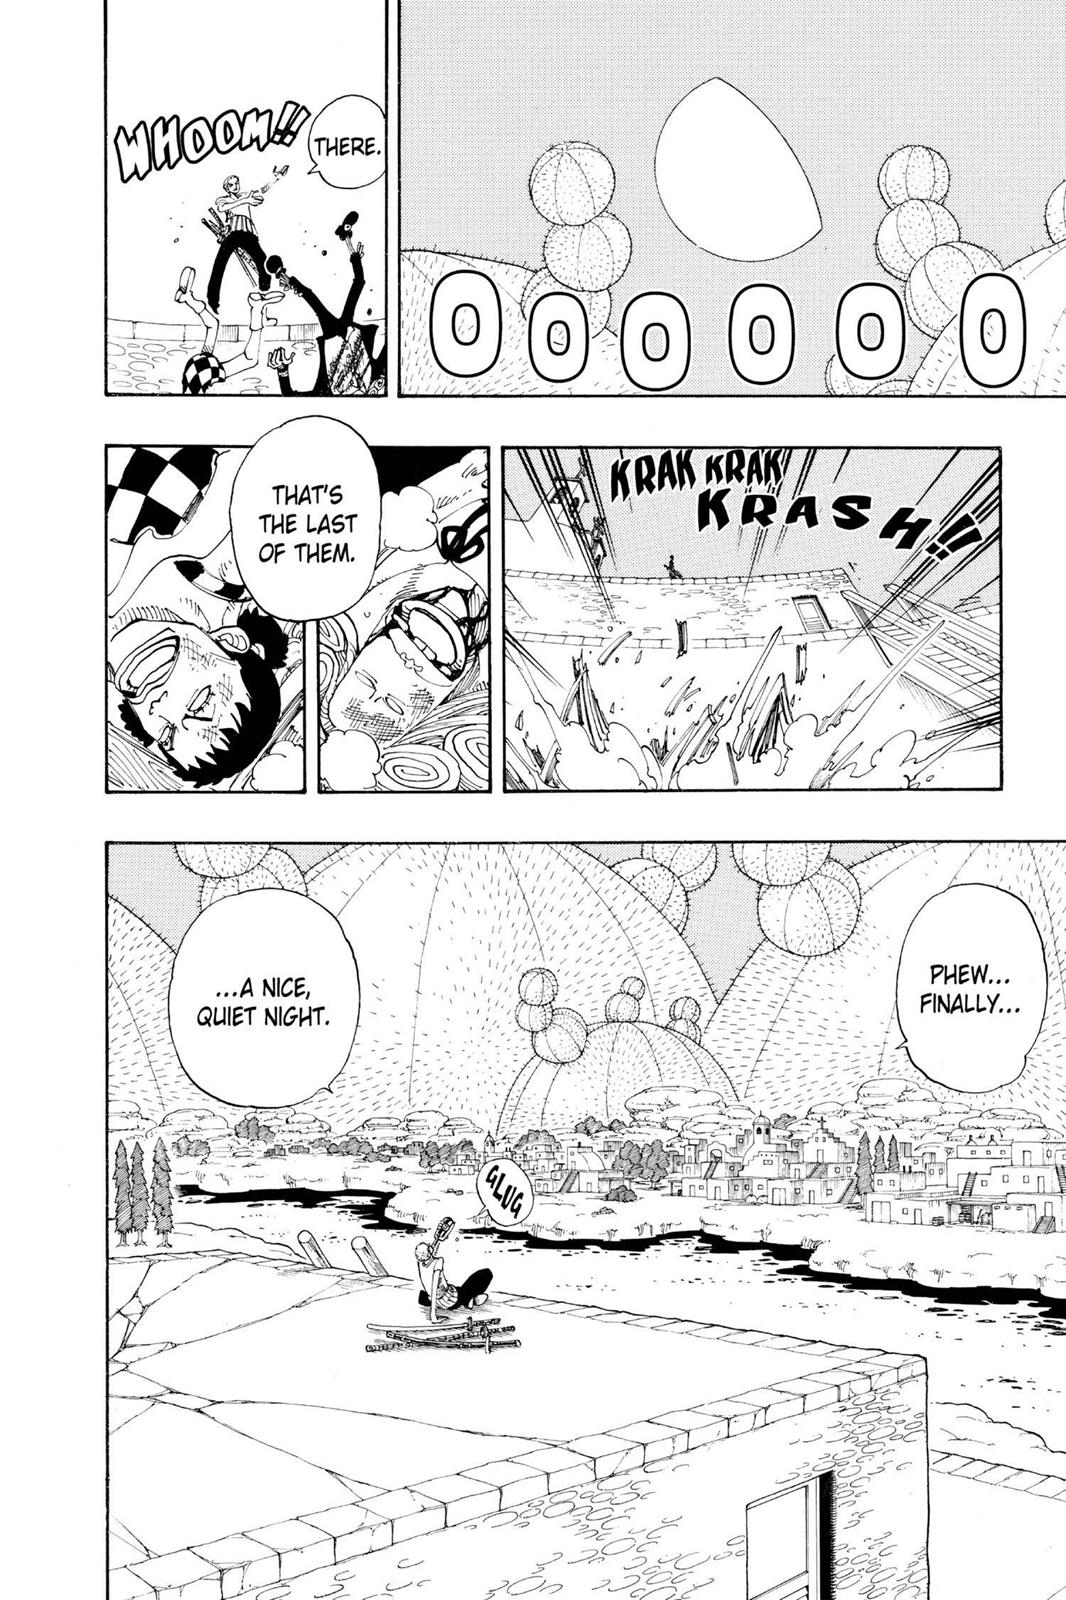 OOOOOO
WHOOM!!
THERE.
KRAK KRAK
KRASH!!
THAT'S
THE LAST
OF THEM.
PHEW...
FINALLY...
...A NICE,
QUIET NIGHT.
GLUG